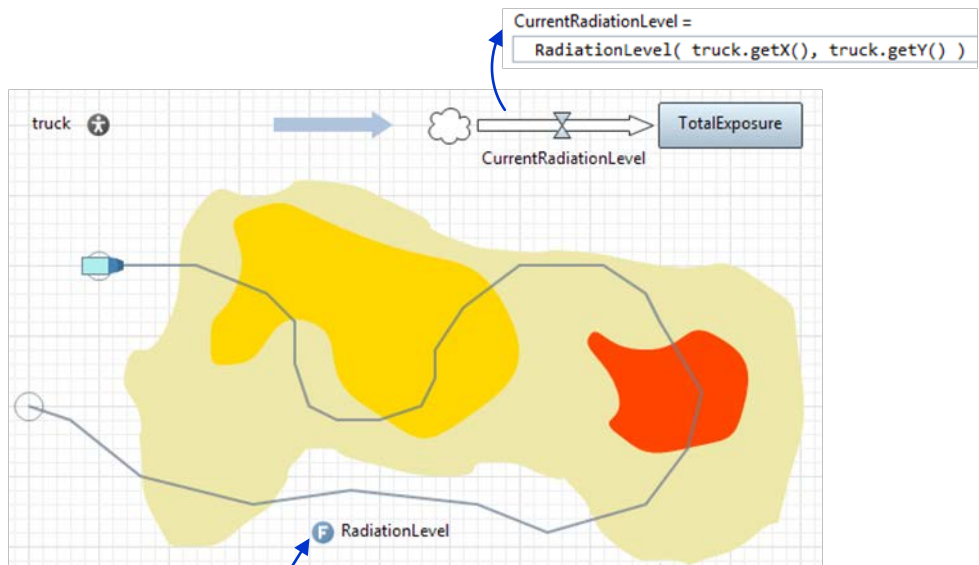 CurrentRadiationLevel =
RadiationLevel( truck.getX(), truck.getY() )
truck
TotalExposure
CurrentRadiationLevel
F RadiationLevel